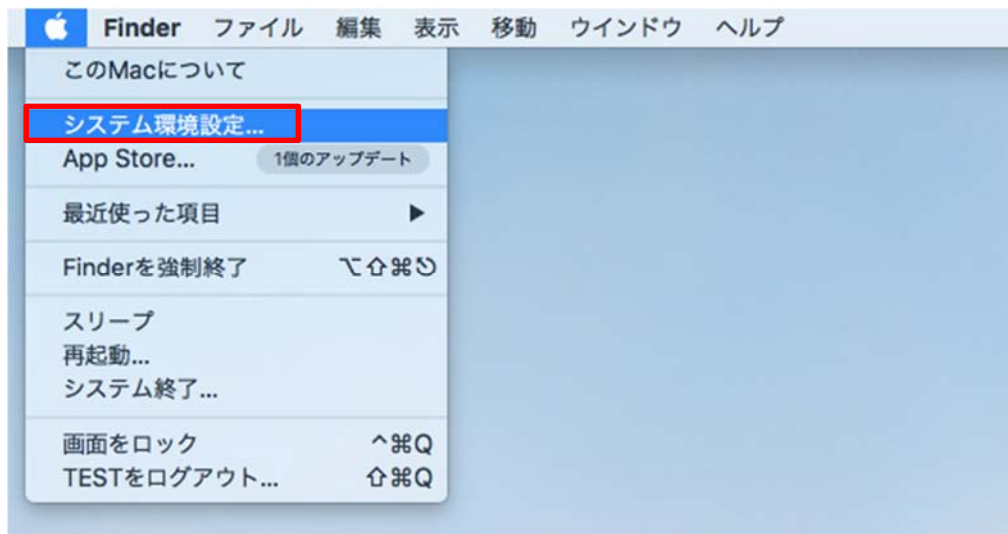 Finder ファイル 編集 表示 移動 ウインドウ ヘルプ
このMacについて
システム環境設定...
App Store... 1個のアップデート
最近使った項目 ▶
Finderを強制終了 ⌥⇧⌘⎋
スリープ
再起動...
システム終了...
画面をロック ^⌘Q
TESTをログアウト... ⇧⌘Q